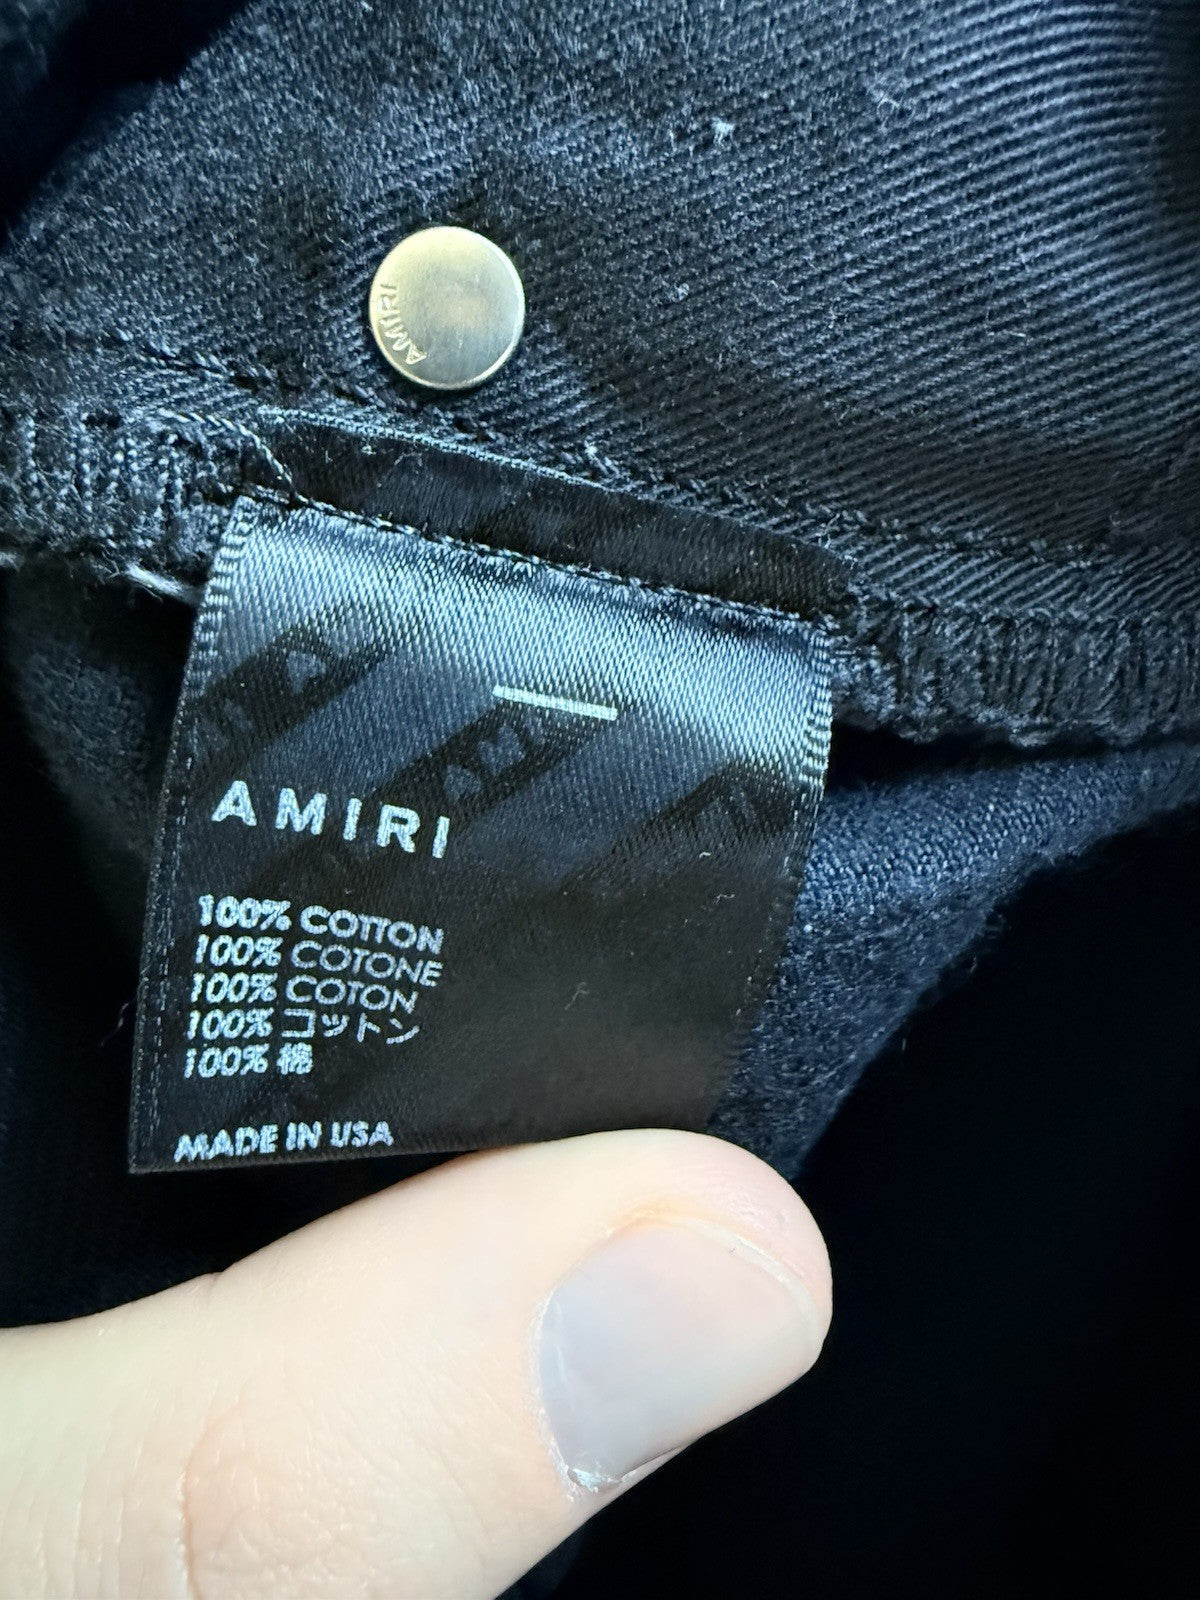 AMIRI
AMIRI
100% COTTON
100% COTONE
100% COTON
100% コットン
100% 棉
MADE IN USA